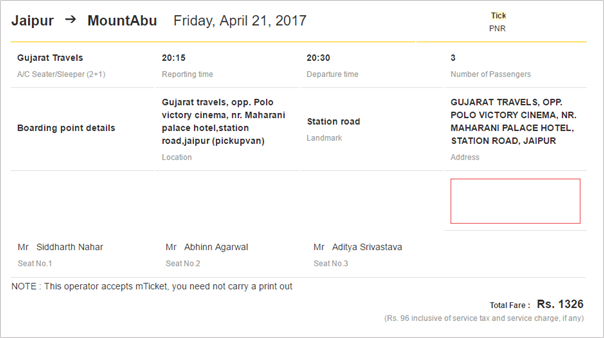 Jaipur → MountAbu Friday, April 21, 2017 Tick
PNR
Gujarat Travels 20:15 20:30 3
A/C Seater/Sleeper (2+1) Reporting time Departure time Number of Passengers
Boarding point details
Gujarat travels, opp. Polo
victory cinema, nr. Maharani
palace hotel,station
road,jaipur (pickupvan)
Location
Station road
Landmark
GUJARAT TRAVELS, OPP.
POLO VICTORY CINEMA, NR.
MAHARANI PALACE HOTEL,
STATION ROAD, JAIPUR
Address
Mr Siddharth Nahar Mr Abhinn Agarwal Mr Aditya Srivastava
Seat No.1 Seat No.2 Seat No.3
NOTE : This operator accepts mTicket, you need not carry a print out
Total Fare : Rs. 1326
(Rs. 96 inclusive of service tax and service charge, if any)